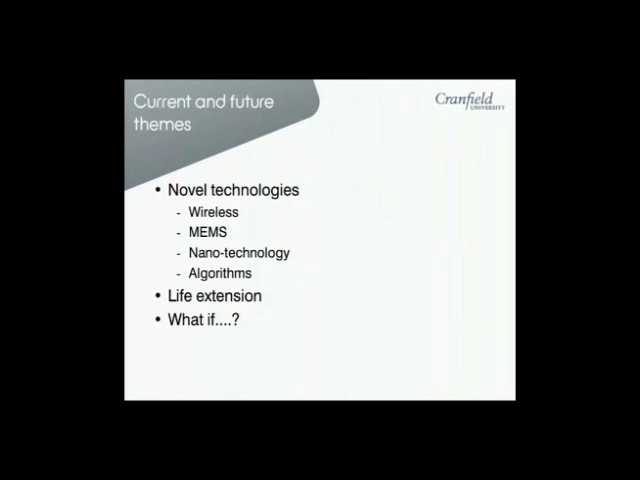 Current and future
themes
Cranfield
UNIVERSITY
• Novel technologies
- Wireless
- MEMS
- Nano-technology
- Algorithms
• Life extension
• What if....?